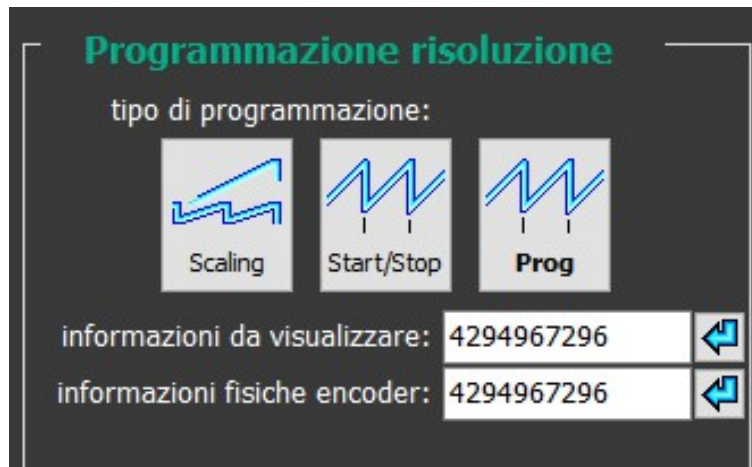 Programmazione risoluzione
tipo di programmazione:
Scaling Start/Stop Prog
informazioni da visualizzare: 4294967296
informazioni fisiche encoder: 4294967296